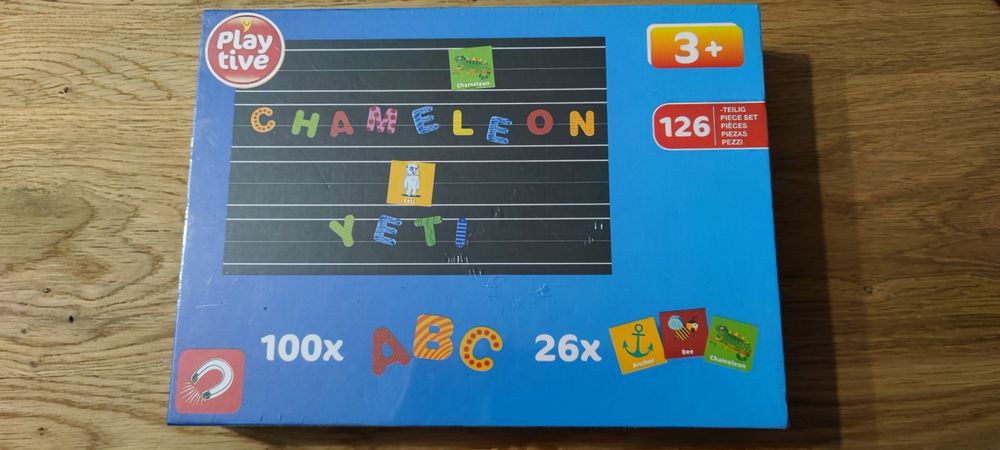 Play
tive
3+
Chameleon
CHAMELEON
126
-TEILIG
PIECE SET
PIÈCES
PIEZAS
PEZZI
Yeti
YETI
100x
ABC
26x
Anchor
Bee
Chameleon